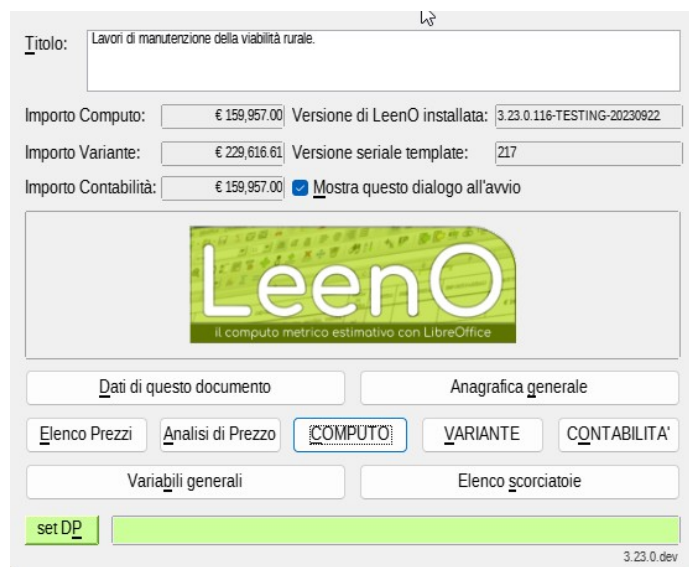 Titolo: Lavori di manutenzione della viabilità rurale.
Importo Computo: € 159,957.00 Versione di LeenO installata: 3.23.0.116-TESTING-20230922
Importo Variante: € 229,616.61 Versione seriale template: 217
Importo Contabilità: € 159,957.00 Mostra questo dialogo all'avvio
LeenO
il computo metrico estimativo con LibreOffice
Dati di questo documento Anagrafica generale
Elenco Prezzi Analisi di Prezzo COMPUTO VARIANTE CONTABILITA'
Variabili generali Elenco scorciatoie
set DP
3.23.0.dev